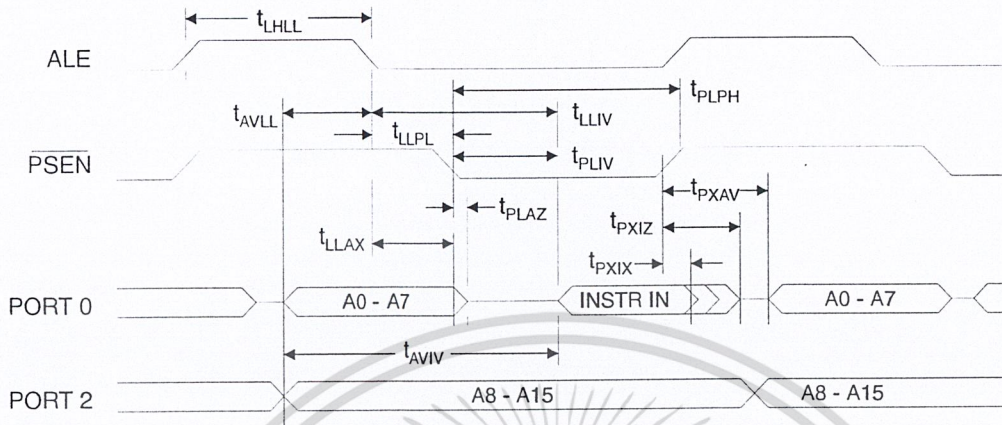 tLHLL
ALE
tPLPH
tAVLL
tLLIV
tLLPL
PSEN
tPLIV
tPXAV
tPLAZ
tPXIZ
tLLAX
tPXIX
PORT 0
A0 - A7
INSTR IN
A0 - A7
tAVIV
PORT 2
A8 - A15
A8 - A15